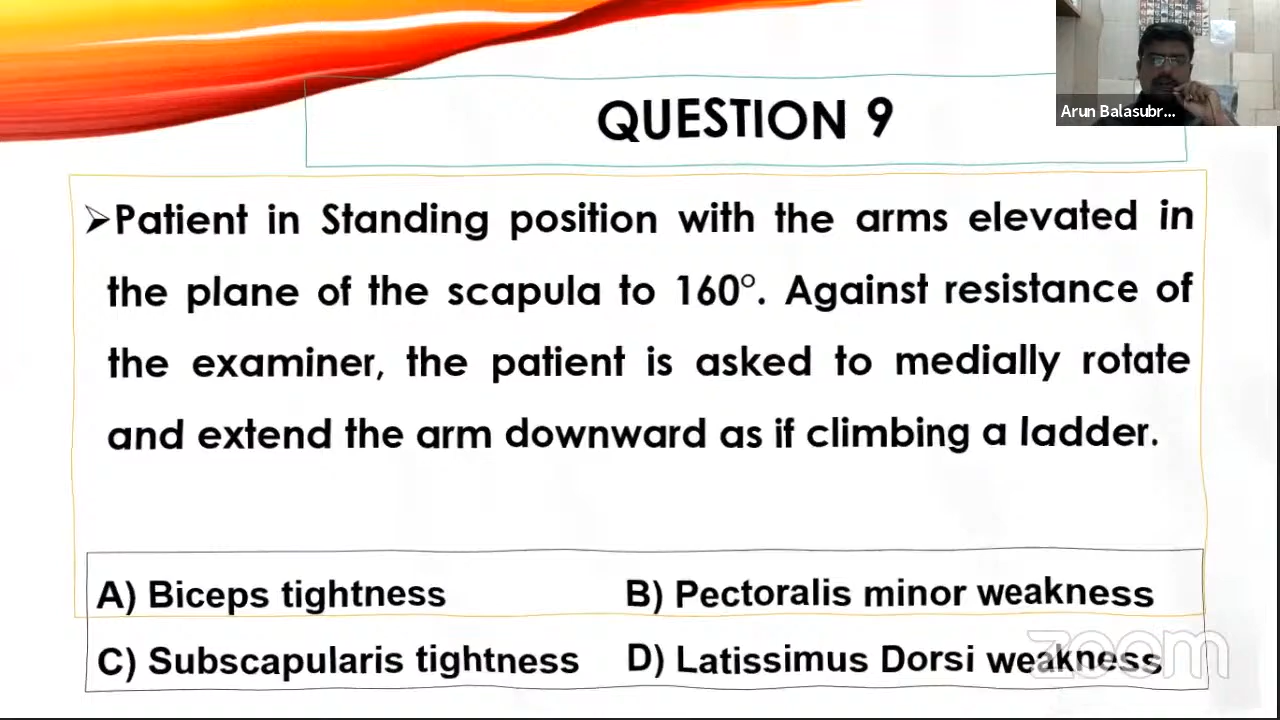 QUESTION 9
Arun Balasubr...
➢Patient in Standing position with the arms elevated in
the plane of the scapula to 160°. Against resistance of
the examiner, the patient is asked to medially rotate
and extend the arm downward as if climbing a ladder.
A) Biceps tightness B) Pectoralis minor weakness
C) Subscapularis tightness D) Latissimus Dorsi weakness
zoom